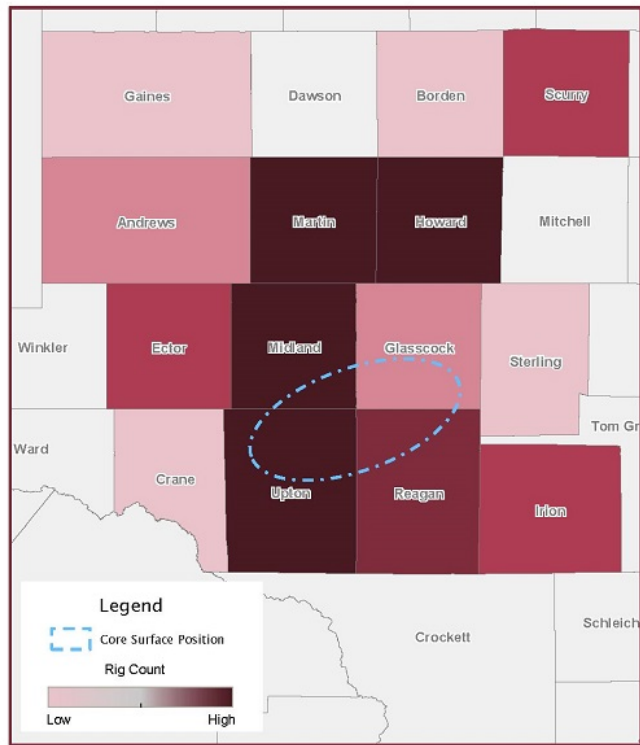 Gaines
Dawson
Borden
Scurry
Andrews
Martin
Howard
Mitchell
Winkler
Ector
Midland
Glasscock
Sterling
Tom Gr
Ward
Crane
Upton
Reagan
Irion
Crockett
Schleich
Legend
Core Surface Position
Rig Count
Low High